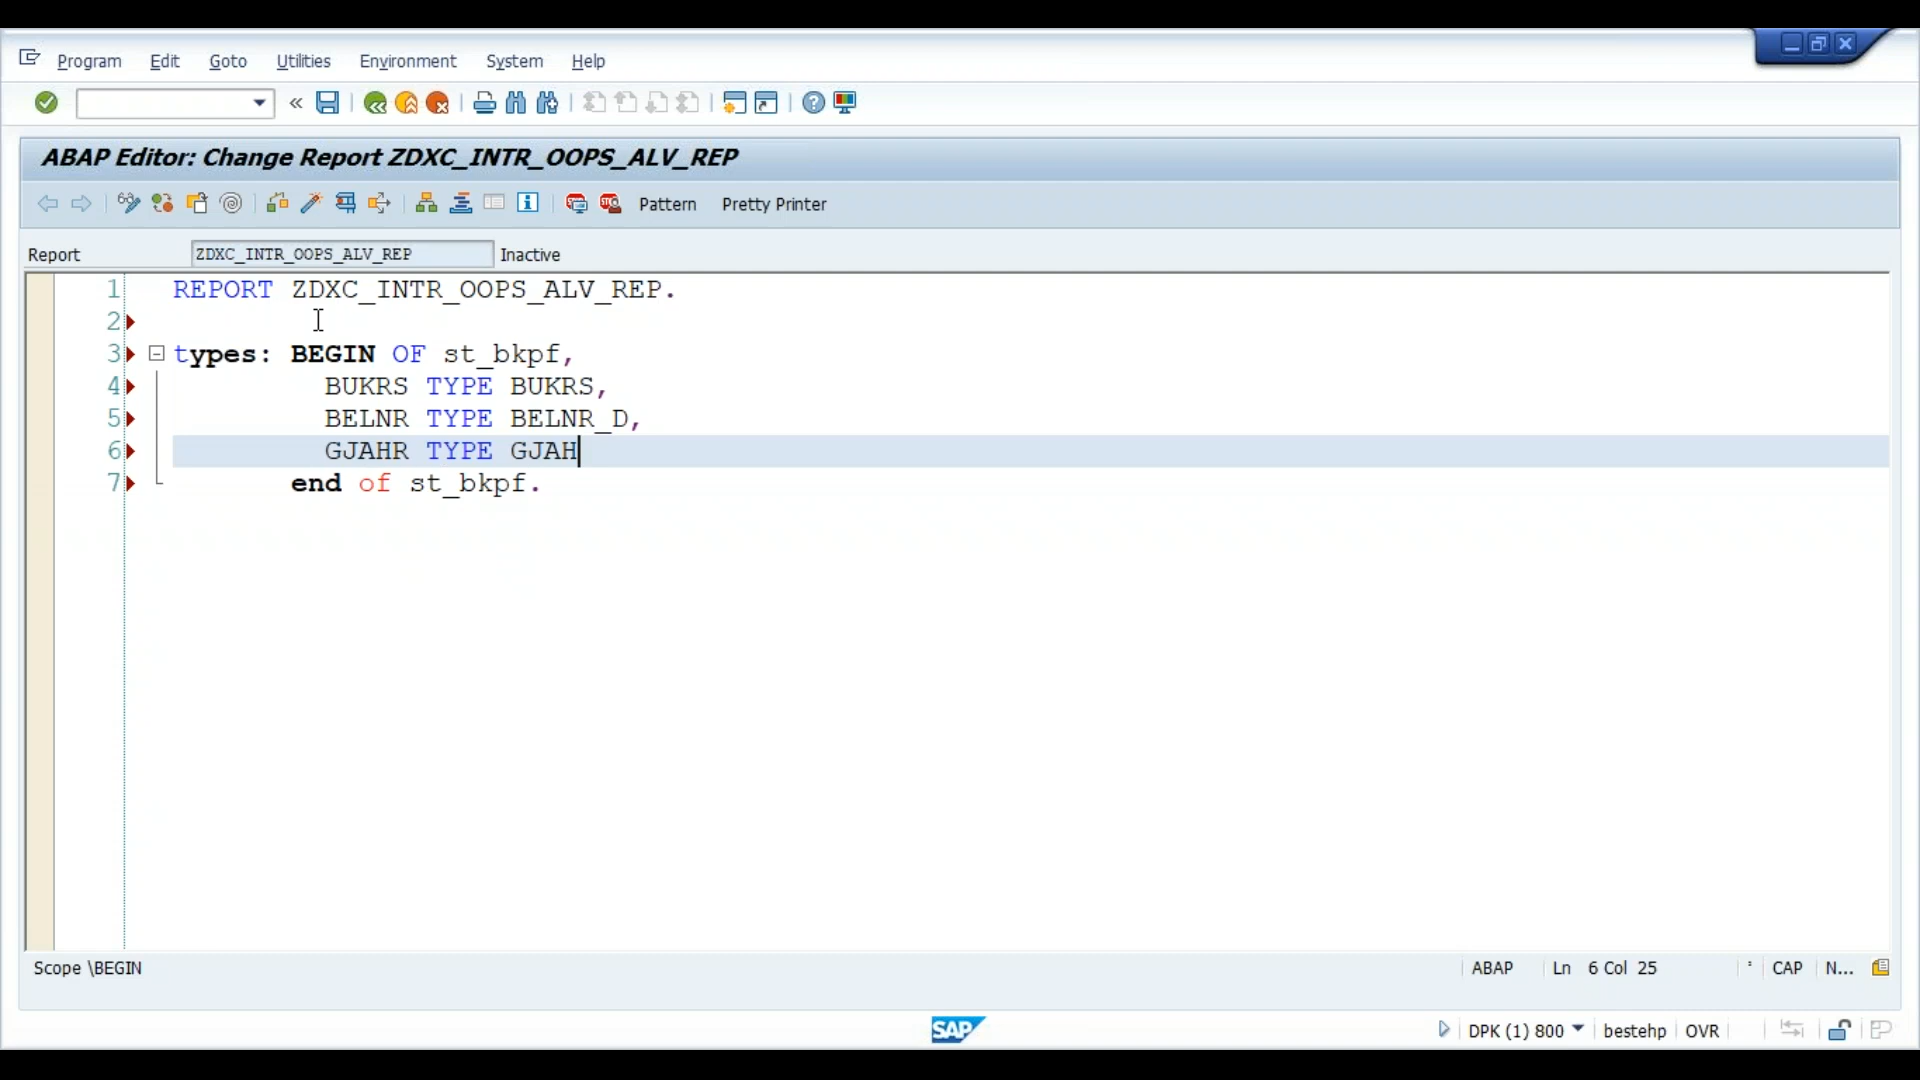 Program Edit Goto Utilities Environment System Help
ABAP Editor: Change Report ZDXC_INTR_OOPS_ALV_REP
Pattern Pretty Printer
Report ZDXC_INTR_OOPS_ALV_REP Inactive
1 REPORT ZDXC_INTR_OOPS_ALV_REP.
2
3 types: BEGIN OF st_bkpf,
4 BUKRS TYPE BUKRS,
5 BELNR TYPE BELNR_D,
6 GJAHR TYPE GJAH
7 end of st_bkpf.
Scope \BEGIN ABAP Ln 6 Col 25 CAP N...
SAP DPK (1) 800 bestehp OVR